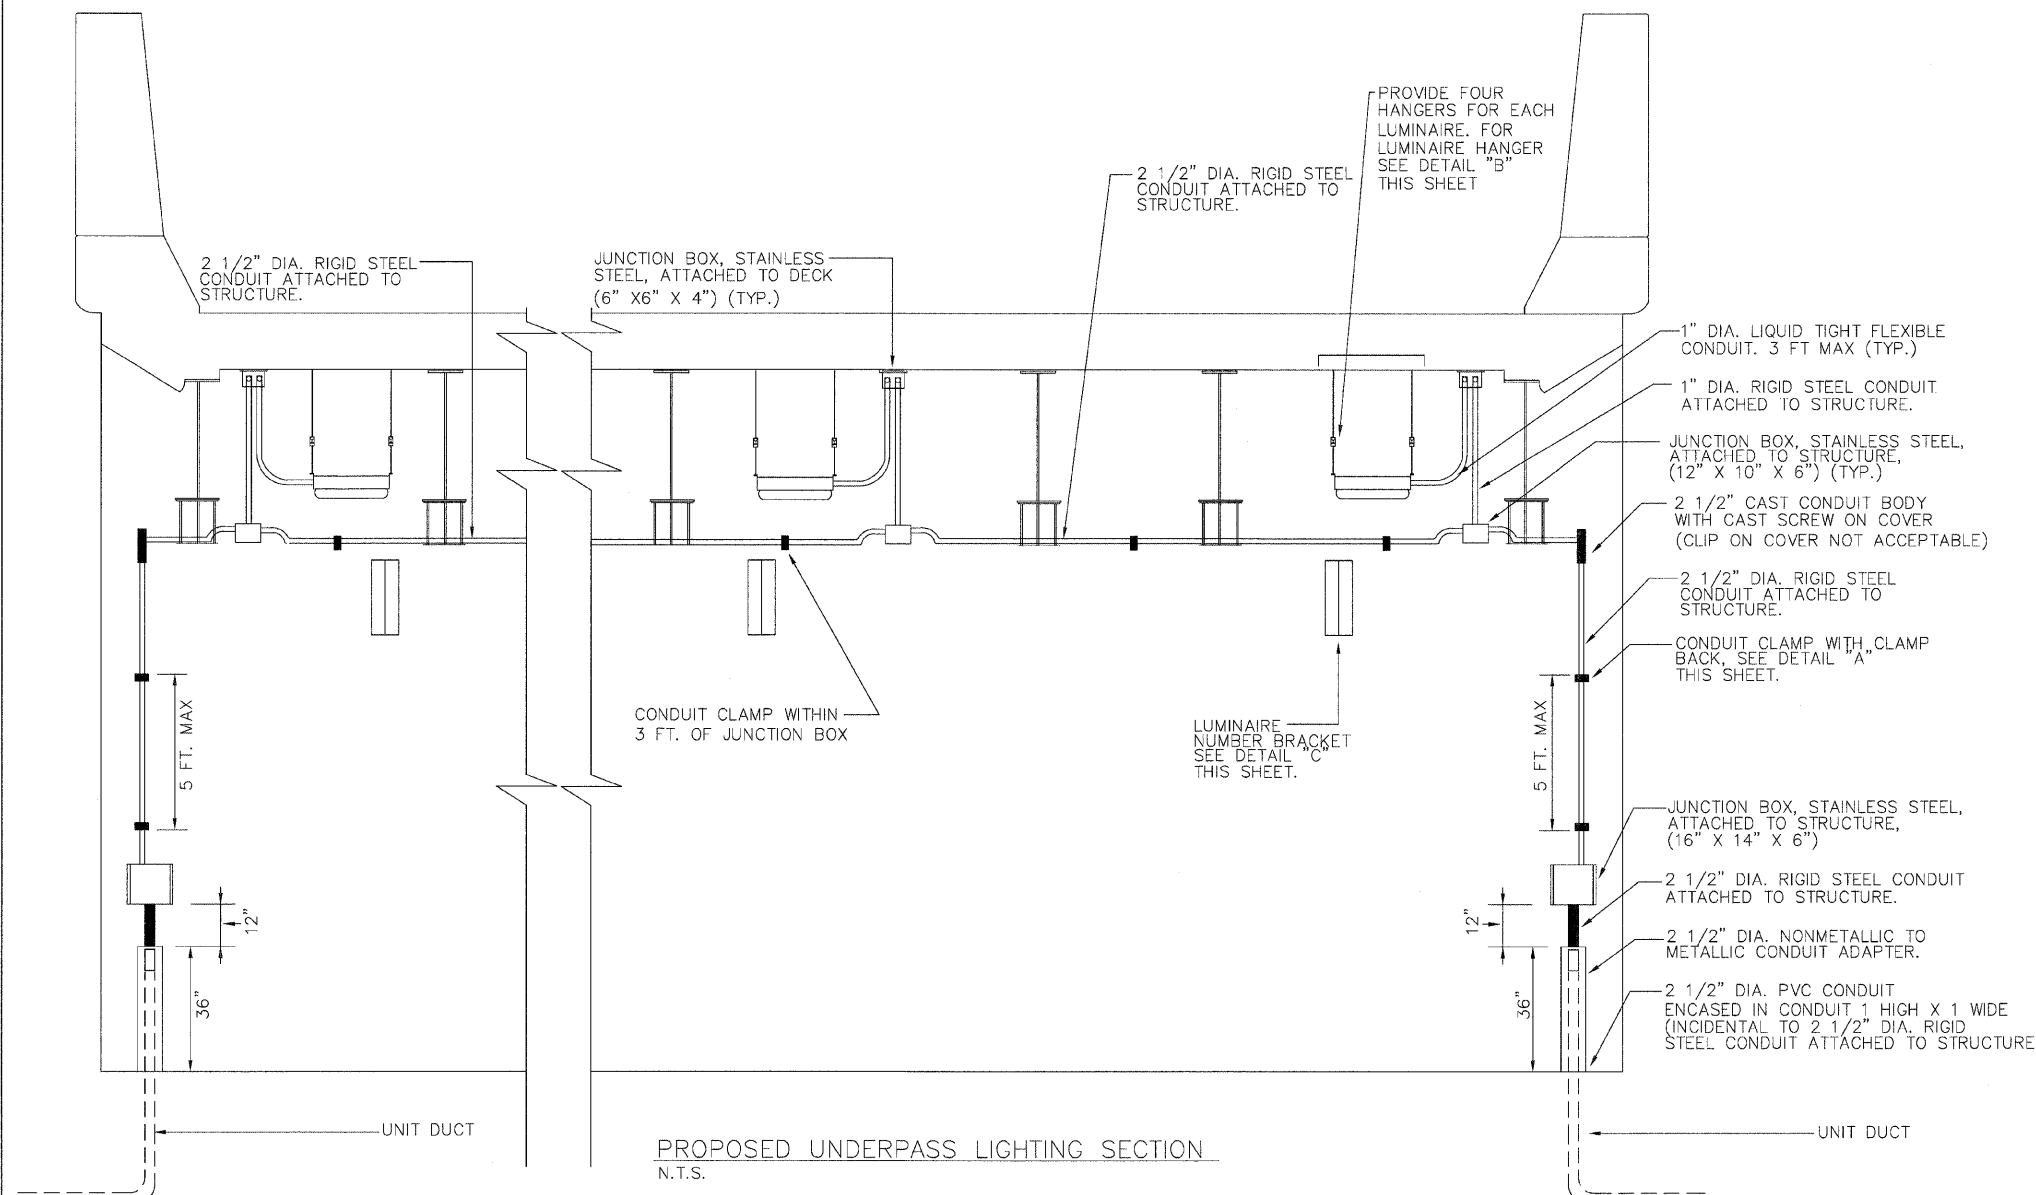 PROVIDE FOUR
HANGERS FOR EACH
LUMINAIRE. FOR
LUMINAIRE HANGER
SEE DETAIL "B"
THIS SHEET
2 1/2" DIA. RIGID STEEL
CONDUIT ATTACHED TO
STRUCTURE.
2 1/2" DIA. RIGID STEEL
CONDUIT ATTACHED TO
STRUCTURE.
JUNCTION BOX, STAINLESS
STEEL, ATTACHED TO DECK
(6" X6" X 4") (TYP.)
1" DIA. LIQUID TIGHT FLEXIBLE
CONDUIT. 3 FT MAX (TYP.)
1" DIA. RIGID STEEL CONDUIT
ATTACHED TO STRUCTURE.
JUNCTION BOX, STAINLESS STEEL,
ATTACHED TO STRUCTURE,
(12" X 10" X 6") (TYP.)
2 1/2" CAST CONDUIT BODY
WITH CAST SCREW ON COVER
(CLIP ON COVER NOT ACCEPTABLE)
2 1/2" DIA. RIGID STEEL
CONDUIT ATTACHED TO
STRUCTURE.
CONDUIT CLAMP WITH CLAMP
BACK, SEE DETAIL "A"
THIS SHEET.
5 FT. MAX
CONDUIT CLAMP WITHIN
3 FT. OF JUNCTION BOX
LUMINAIRE
NUMBER BRACKET
SEE DETAIL "C"
THIS SHEET.
5 FT. MAX
JUNCTION BOX, STAINLESS STEEL,
ATTACHED TO STRUCTURE,
(16" X 14" X 6")
2 1/2" DIA. RIGID STEEL CONDUIT
ATTACHED TO STRUCTURE.
12"
12"
2 1/2" DIA. NONMETALLIC TO
METALLIC CONDUIT ADAPTER.
36"
36"
2 1/2" DIA. PVC CONDUIT
ENCASED IN CONDUIT 1 HIGH X 1 WIDE
(INCIDENTAL TO 2 1/2" DIA. RIGID
STEEL CONDUIT ATTACHED TO STRUCTURE
UNIT DUCT
UNIT DUCT
PROPOSED UNDERPASS LIGHTING SECTION
N.T.S.